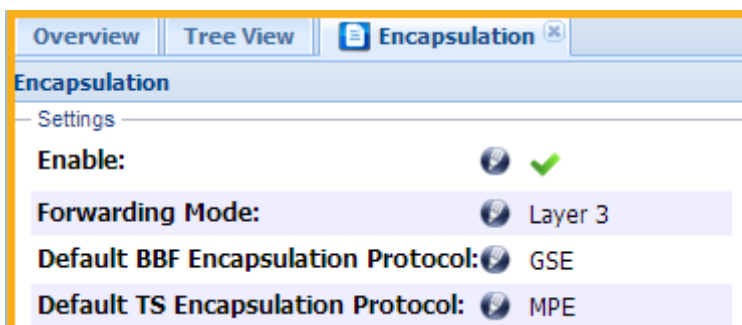 Overview Tree View Encapsulation
Encapsulation
Settings
Enable:
Forwarding Mode: Layer 3
Default BBF Encapsulation Protocol: GSE
Default TS Encapsulation Protocol: MPE